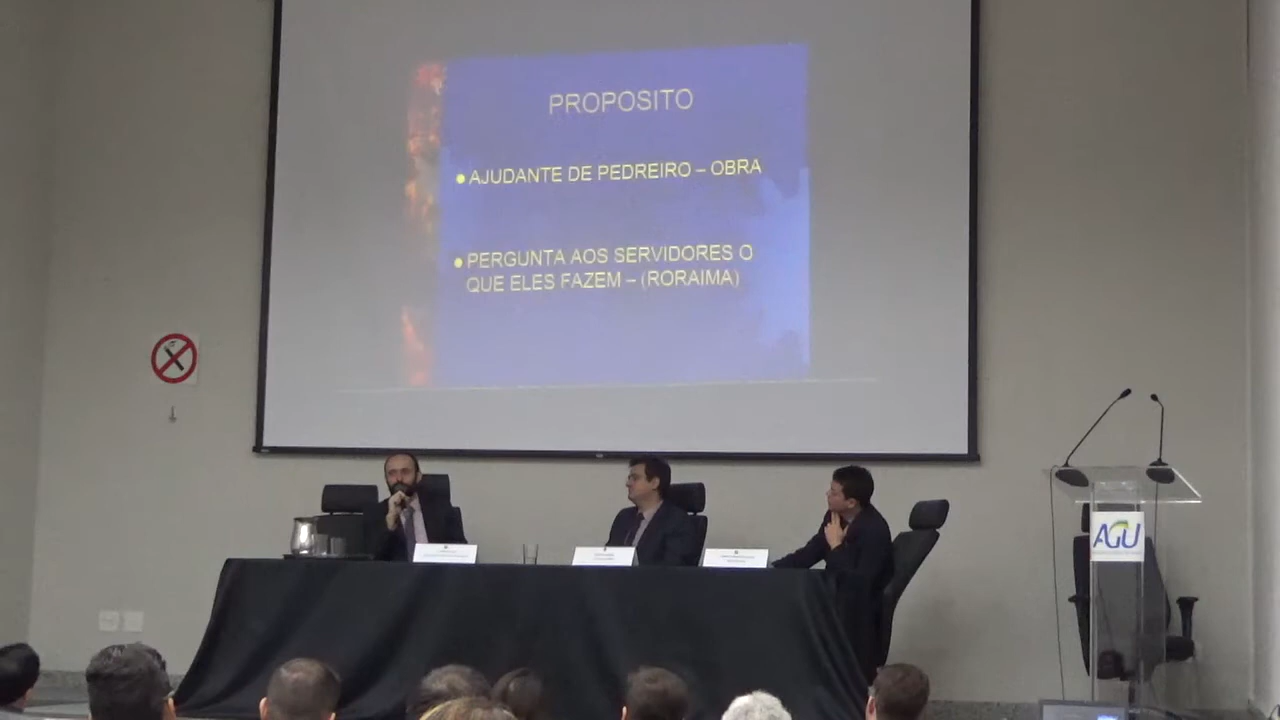 PROPOSITO
● AJUDANTE DE PEDREIRO – OBRA
● PERGUNTA AOS SERVIDORES O
QUE ELES FAZEM – (RORAIMA)
AGU